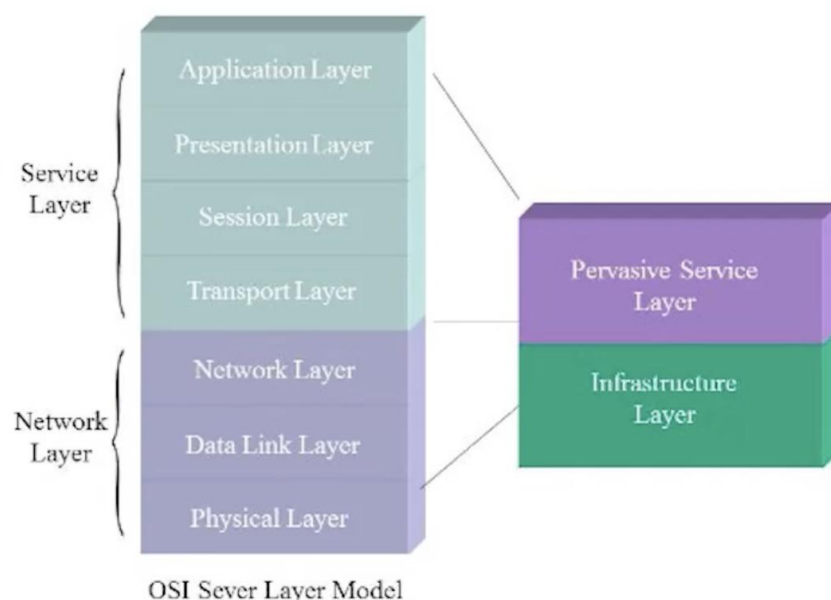 Application Layer
Presentation Layer
Service
Layer
Session Layer
Transport Layer
Network Layer
Network
Layer
Data Link Layer
Physical Layer
OSI Sever Layer Model
Pervasive Service
Layer
Infrastructure
Layer